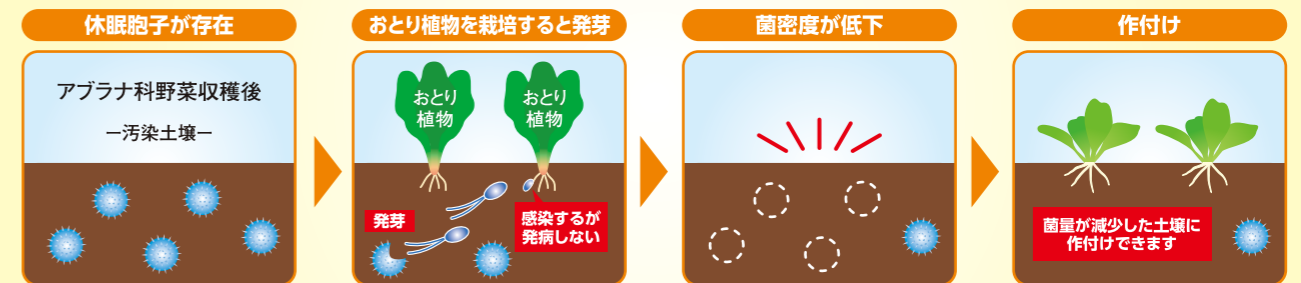 休眠胞子が存在
アブラナ科野菜収穫後
ー汚染土壌ー
おとり植物を栽培すると発芽
おとり
植物
おとり
植物
発芽
感染するが
発病しない
菌密度が低下
作付け
菌量が減少した土壌に
作付けできます